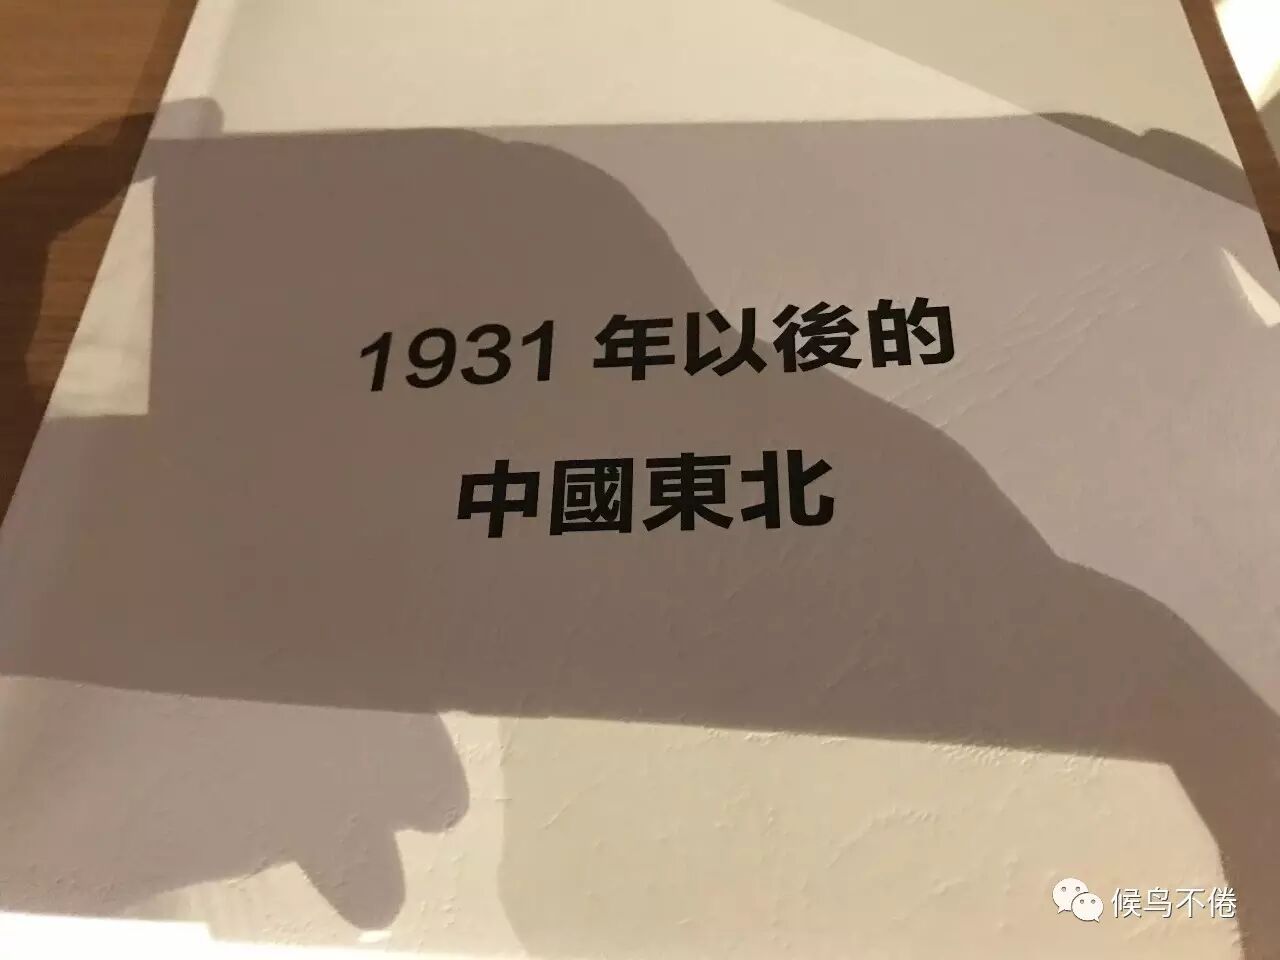 1931 年以後的
中國東北
候鸟不倦